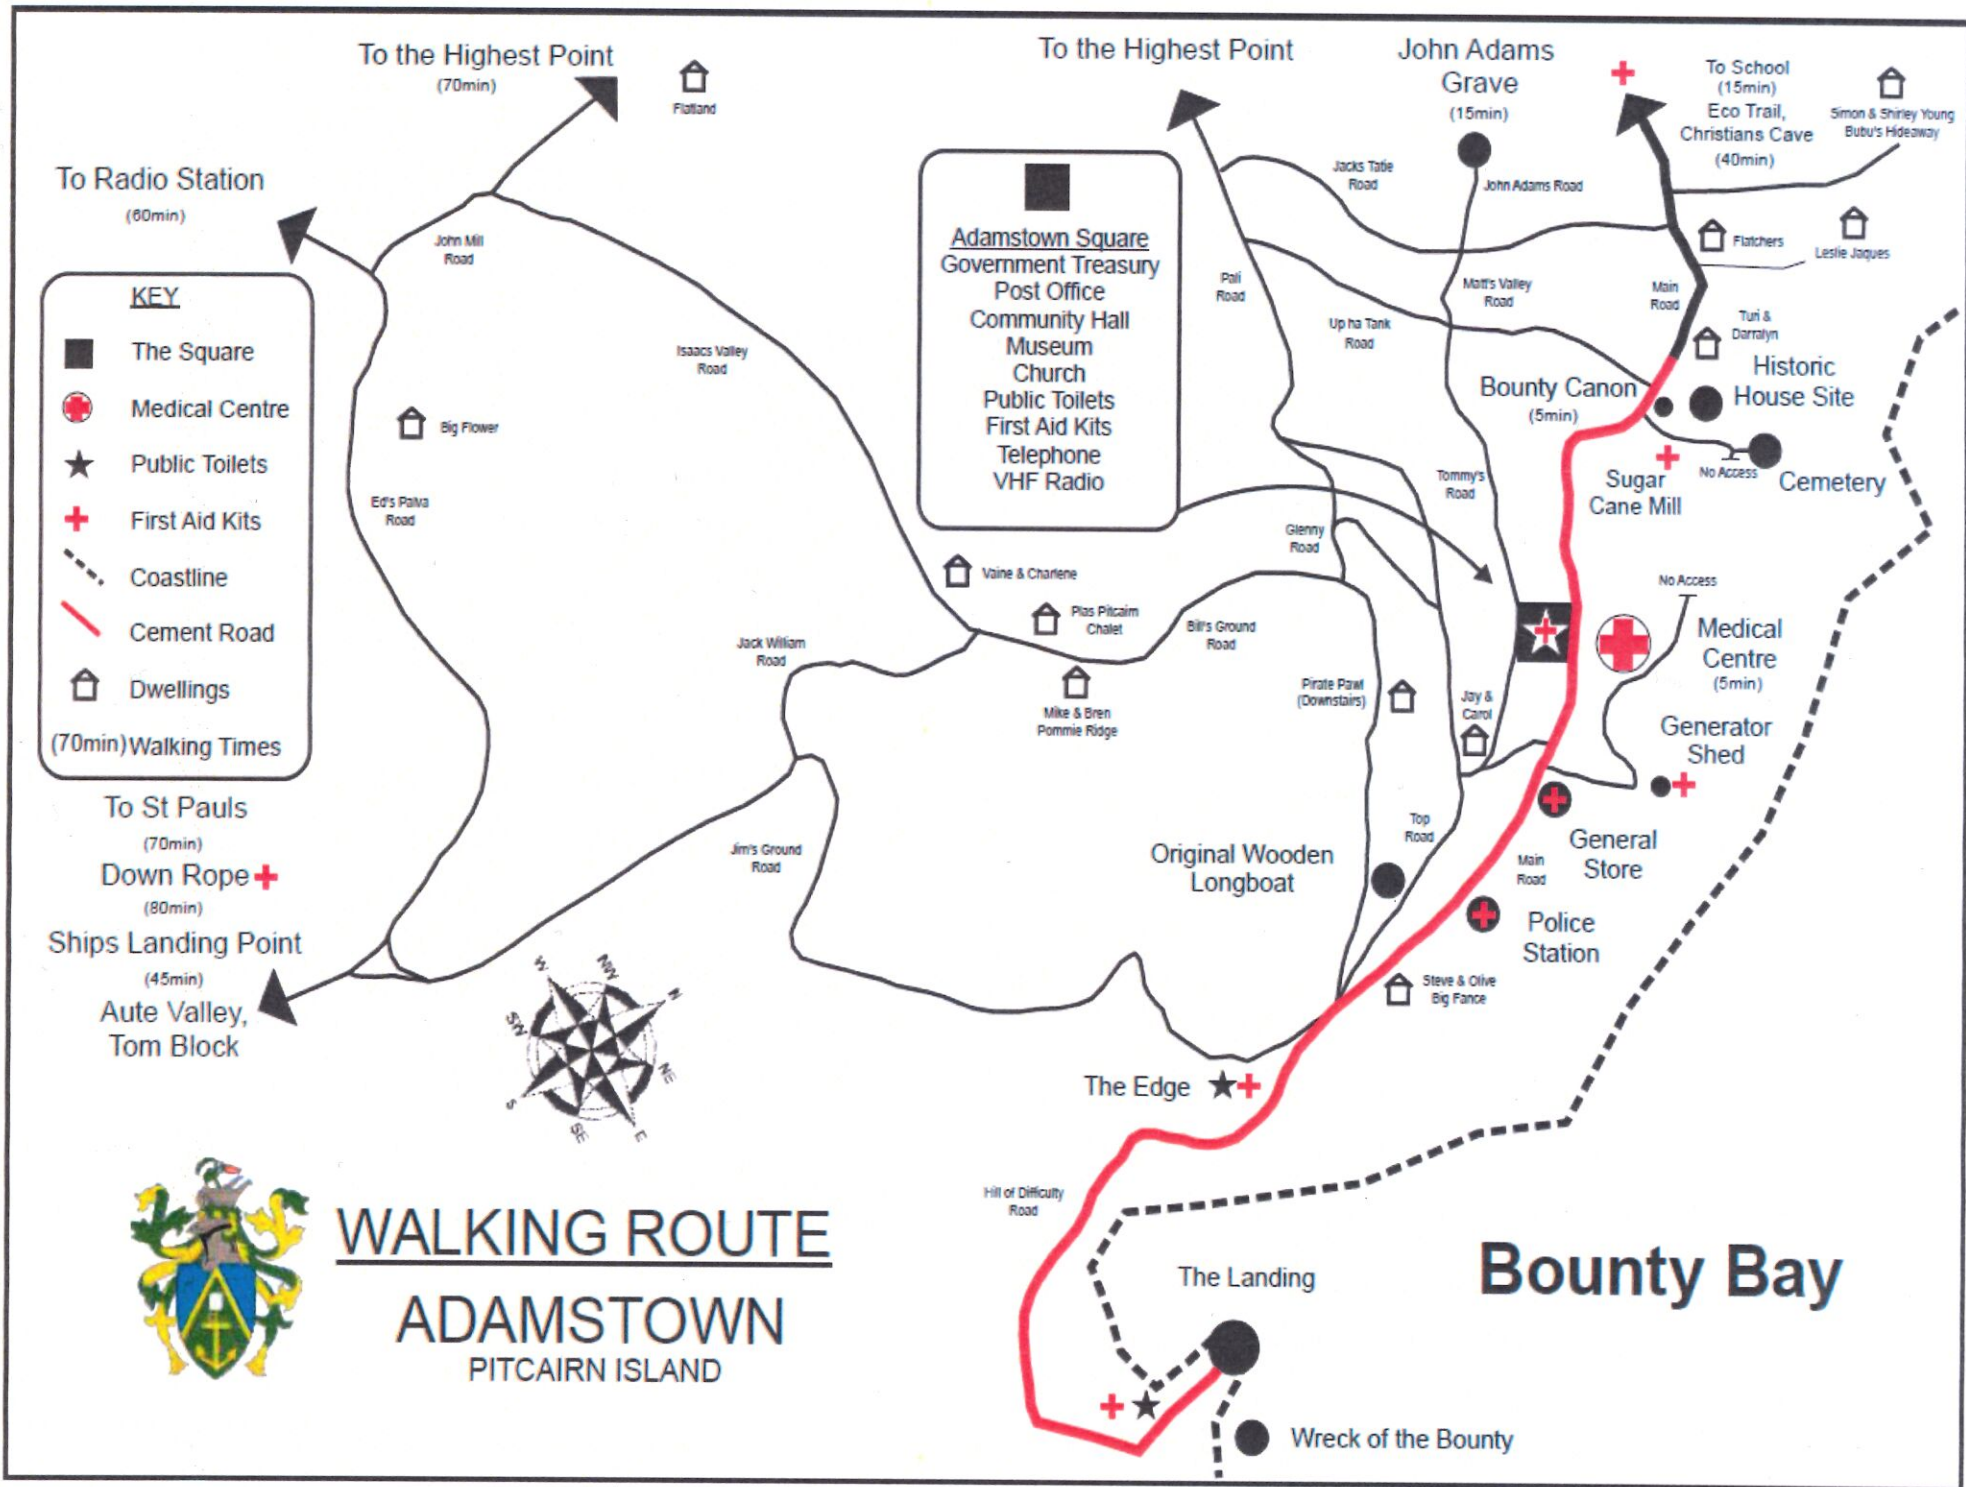 To the Highest Point
(70min)
Flatland
To the Highest Point
John Adams
Grave
(15min)
To School
(15min)
Eco Trail,
Christians Cave
(40min)
Simon & Shirley Young
Bubu's Hideaway
To Radio Station
(60min)
John Mill
Road
Jacks Tatie
Road
John Adams Road
Flatchers
Leslie Jaques
KEY
The Square
Medical Centre
Public Toilets
First Aid Kits
Coastline
Cement Road
Dwellings
(70min) Walking Times
Adamstown Square
Government Treasury
Post Office
Community Hall
Museum
Church
Public Toilets
First Aid Kits
Telephone
VHF Radio
Pali
Road
Matt's Valley
Road
Main
Road
Up ha Tank
Road
Turi &
Darralyn
Isaacs Valley
Road
Bounty Canon
(5min)
Historic
House Site
Big Flower
Ed's Palva
Road
Tommy's
Road
Sugar
Cane Mill
No Access
Cemetery
Glenny
Road
Vaine & Charlene
No Access
Plas Pitcairn
Chalet
Bill's Ground
Road
Jack William
Road
Medical
Centre
(5min)
Mike & Bren
Pommie Ridge
Pirate Pawl
(Downstairs)
Jay &
Carol
Generator
Shed
To St Pauls
(70min)
Down Rope
(80min)
Ships Landing Point
(45min)
Aute Valley,
Tom Block
Jim's Ground
Road
Original Wooden
Longboat
Top
Road
Main
Road
General
Store
Police
Station
Steve & Olive
Big Fance
W
NW
N
SW
NE
S
SE
E
The Edge
Hill of Difficulty
Road
WALKING ROUTE
ADAMSTOWN
PITCAIRN ISLAND
The Landing
Bounty Bay
Wreck of the Bounty